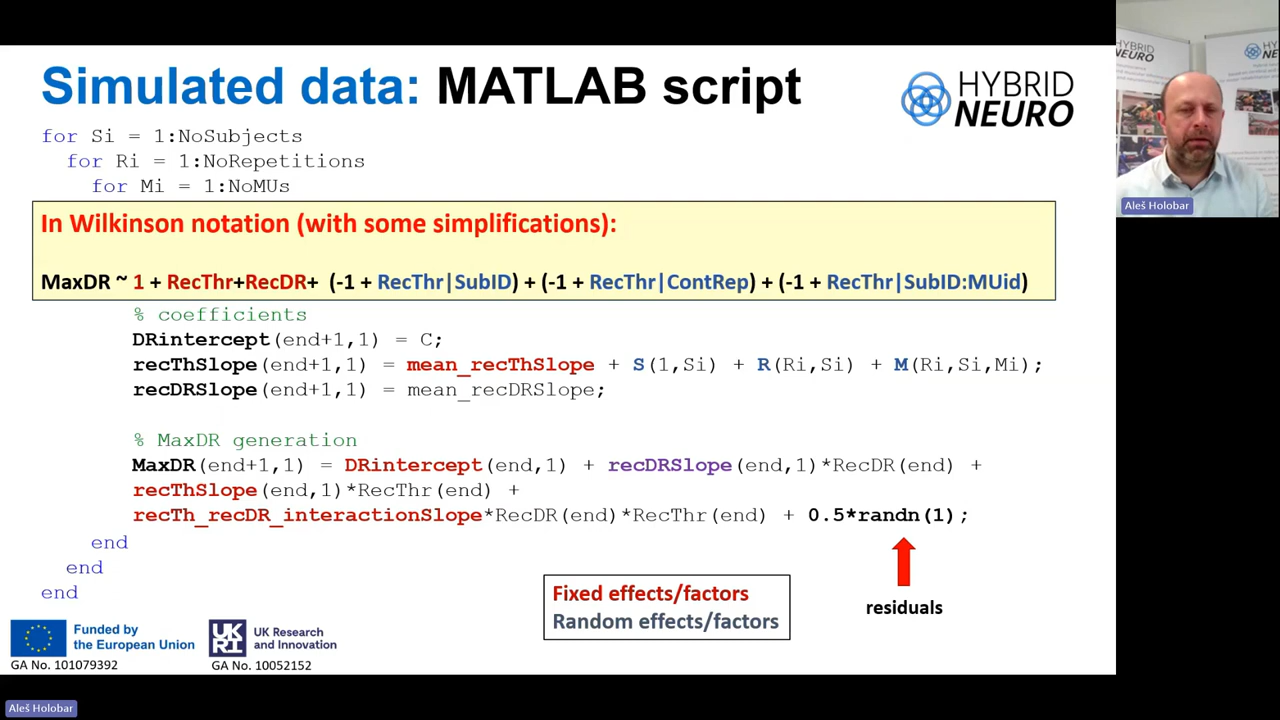 Simulated data: MATLAB script
HYBRID
NEURO
for Si = 1:NoSubjects
for Ri = 1:NoRepetitions
for Mi = 1:NoMUs
In Wilkinson notation (with some simplifications):
MaxDR ~ 1 + RecThr+RecDR+ (-1 + RecThr|SubID) + (-1 + RecThr|ContRep) + (-1 + RecThr|SubID:MUid)
% coefficients
DRintercept(end+1,1) = C;
recThSlope(end+1,1) = mean_recThSlope + S(1,Si) + R(Ri,Si) + M(Ri,Si,Mi);
recDRSlope(end+1,1) = mean_recDRSlope;
% MaxDR generation
MaxDR(end+1,1) = DRintercept(end,1) + recDRSlope(end,1)*RecDR(end) +
recThSlope(end,1)*RecThr(end) +
recTh_recDR_interactionSlope*RecDR(end)*RecThr(end) + 0.5*randn(1);
end
end
end
residuals
Fixed effects/factors
Random effects/factors
Funded by
the European Union
GA No. 101079392
UK
RI
UK Research
and Innovation
GA No. 10052152
HYBRID
NEURO
HYBRID
NEURO
Aleš Holobar
Aleš Holobar